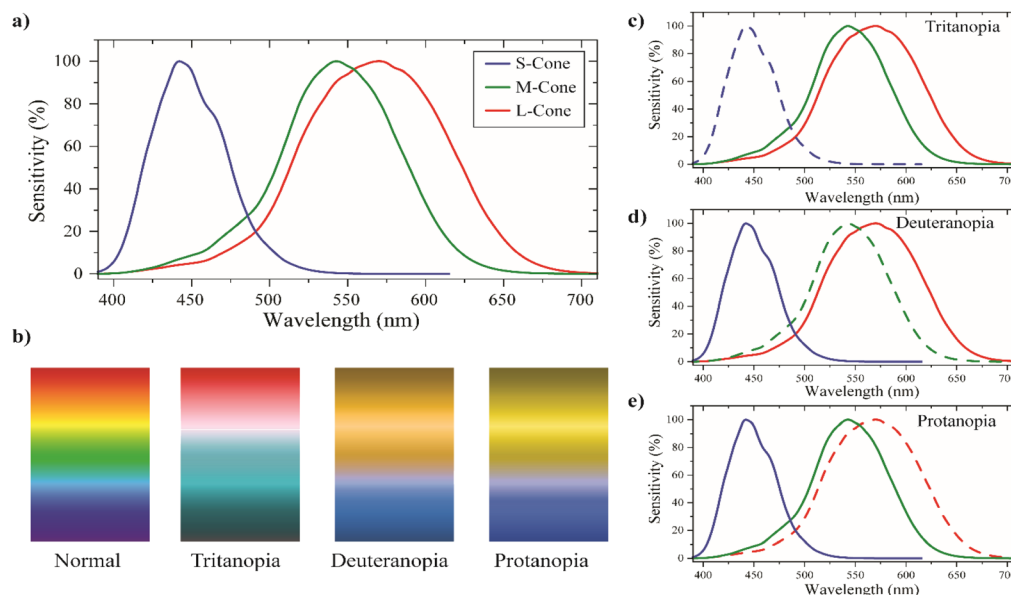 a)
100
80
60
40
20
0
Sensitivity (%)
S-Cone
M-Cone
L-Cone
400 450 500 550 600 650 700
Wavelength (nm)
b)
Normal Tritanopia Deuteranopia Protanopia
c)
Tritanopia
100
80
60
40
20
0
Sensitivity (%)
400 450 500 550 600 650 700
Wavelength (nm)
d)
Deuteranopia
100
80
60
40
20
0
Sensitivity (%)
400 450 500 550 600 650 700
Wavelength (nm)
e)
Protanopia
100
80
60
40
20
0
Sensitivity (%)
400 450 500 550 600 650 700
Wavelength (nm)